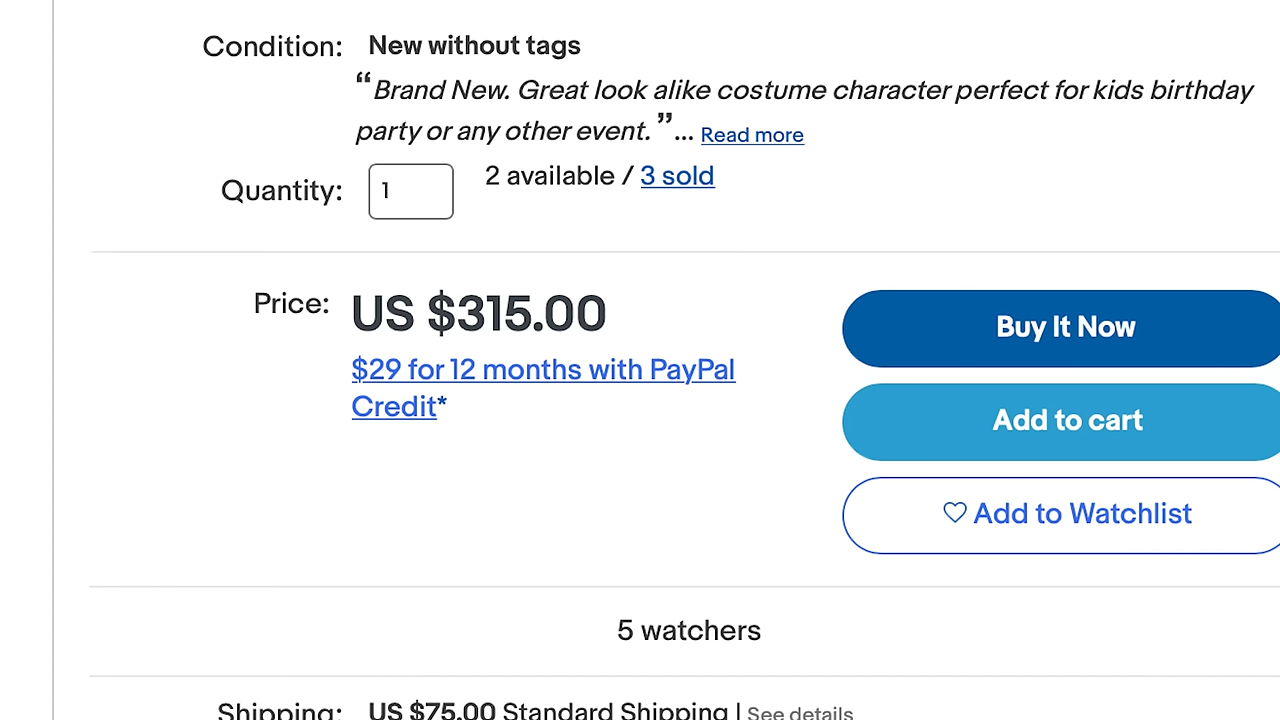 Condition: New without tags
“Brand New. Great look alike costume character perfect for kids birthday
party or any other event. ”... Read more
Quantity: 1 2 available / 3 sold
Price: US $315.00
$29 for 12 months with PayPal
Credit*
Buy It Now
Add to cart
Add to Watchlist
5 watchers
Shipping: US $75.00 Standard Shipping | See details